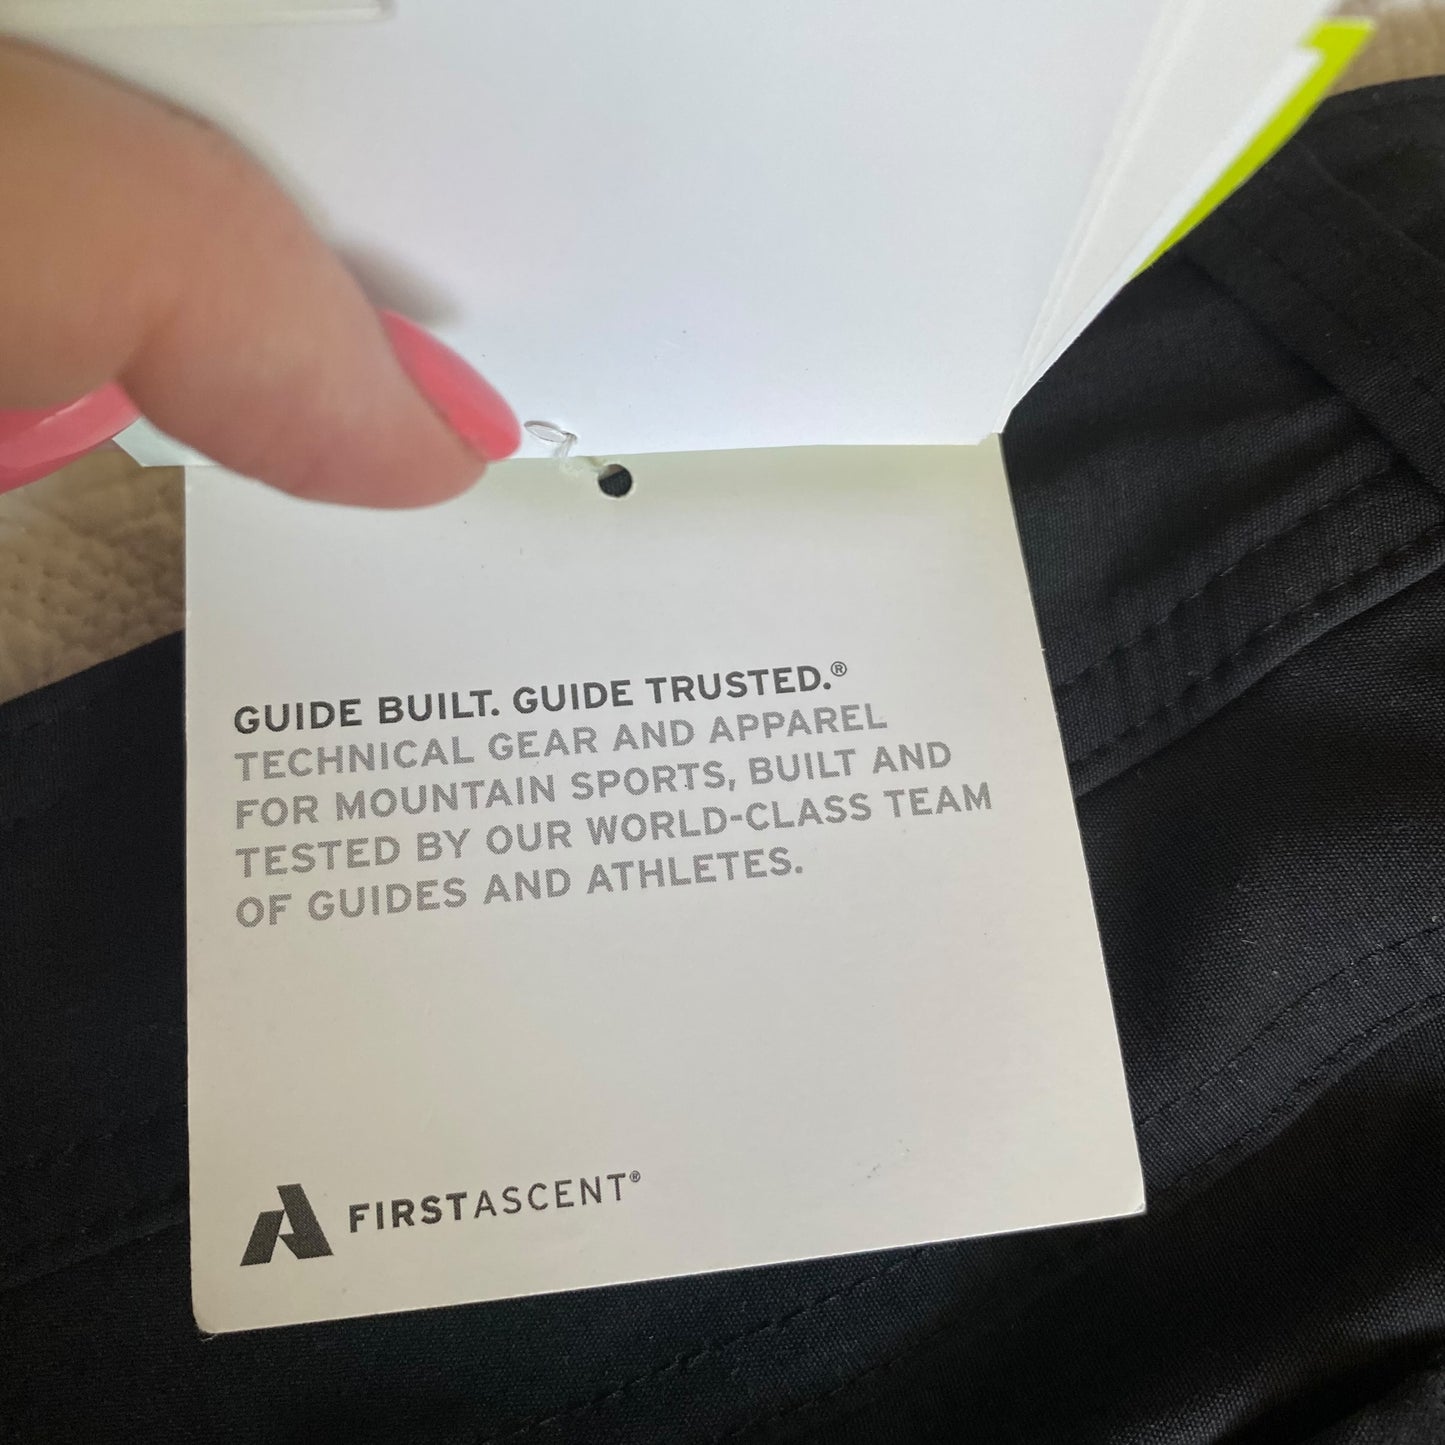 GUIDE BUILT. GUIDE TRUSTED.®
TECHNICAL GEAR AND APPAREL
FOR MOUNTAIN SPORTS, BUILT AND
TESTED BY OUR WORLD-CLASS TEAM
OF GUIDES AND ATHLETES.
FIRSTASCENT®